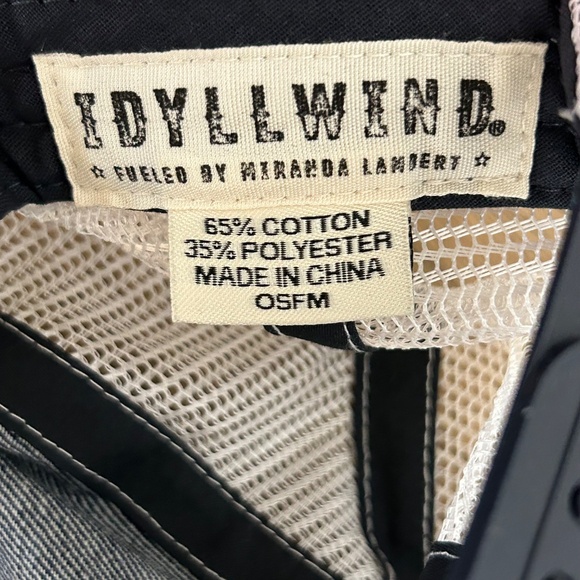 IDYLLWIND®
☆ FUELED BY MIRANDA LAMBERT ☆
65% COTTON
35% POLYESTER
MADE IN CHINA
OSFM